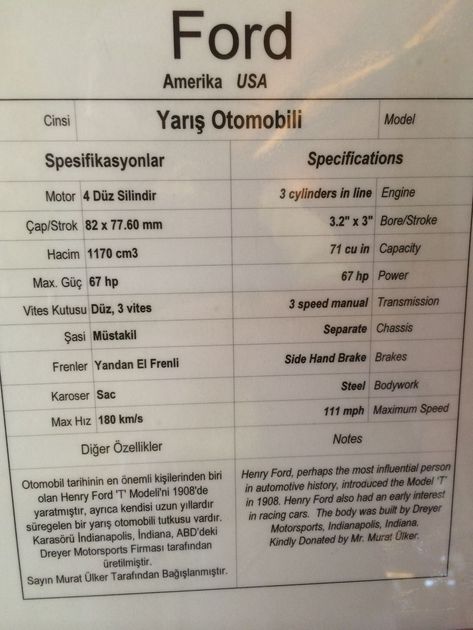 Ford
Amerika USA
Cinsi Yarış Otomobili Model
Spesifikasyonlar Specifications
Motor 4 Düz Silindir 3 cylinders in line Engine
Çap/Strok 82 x 77.60 mm 3.2" x 3" Bore/Stroke
Hacim 1170 cm3 71 cu in Capacity
Max. Güç 67 hp 67 hp Power
Vites Kutusu Düz, 3 vites 3 speed manual Transmission
Şasi Müstakil Separate Chassis
Frenler Yandan El Frenli Side Hand Brake Brakes
Karoser Sac Steel Bodywork
Max Hız 180 km/s 111 mph Maximum Speed
Diğer Özellikler Notes
Otomobil tarihinin en önemli kişilerinden biri
olan Henry Ford 'T' Modeli'ni 1908'de
yaratmıştır, ayrıca kendisi uzun yıllardır
süregelen bir yarış otomobili tutkusu vardır.
Karasörü İndianapolis, İndiana, ABD'deki
Dreyer Motorsports Firması tarafından
üretilmiştir.
Sayın Murat Ülker Tarafından Bağışlanmıştır.
Henry Ford, perhaps the most influential person
in automotive history, introduced the Model 'T'
in 1908. Henry Ford also had an early interest
in racing cars. The body was built by Dreyer
Motorsports, Indianapolis, Indiana.
Kindly Donated by Mr. Murat Ülker.